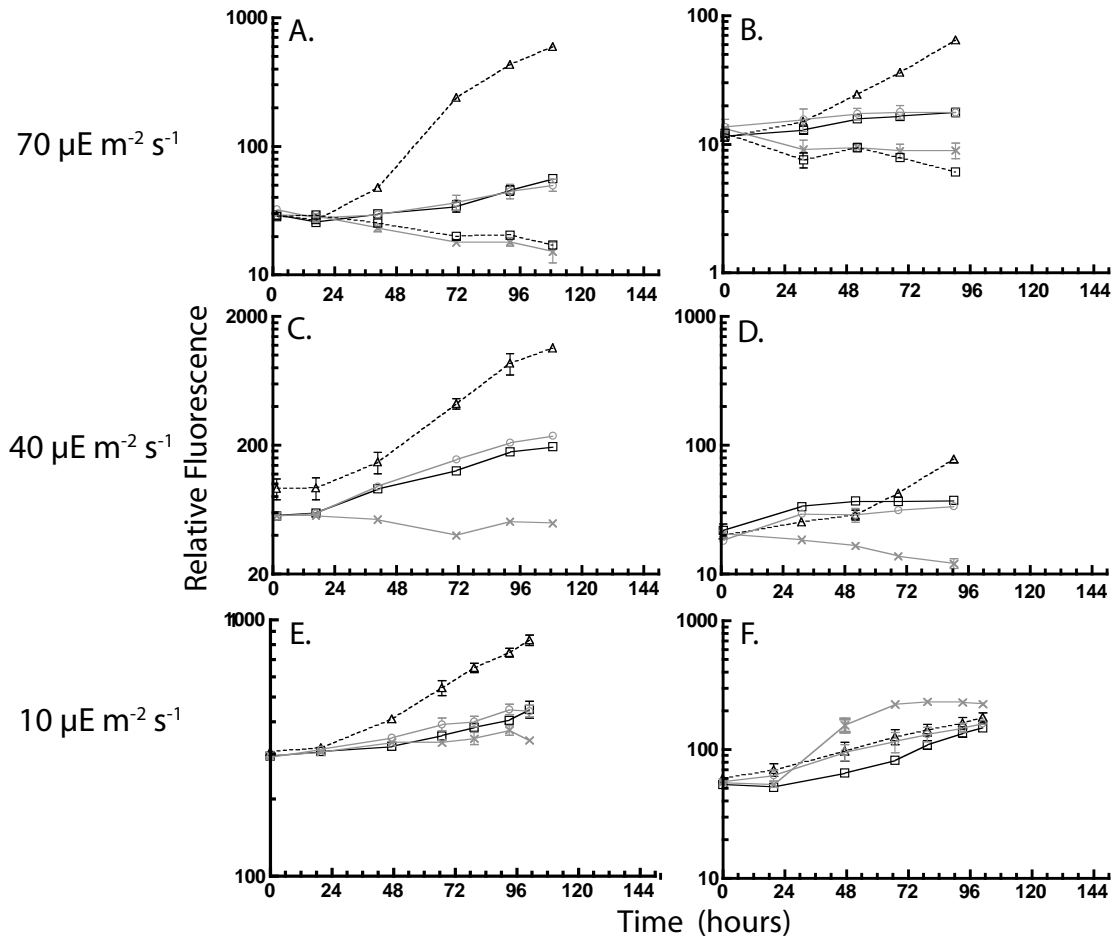 A.
B.
1000
100
10
0 24 48 72 96 120 144
100
10
1
0 24 48 72 96 120 144
70 µE m-2 s-1
C.
D.
2000
200
20
0 24 48 72 96 120 144
1000
100
10
0 24 48 72 96 120 144
40 µE m-2 s-1
Relative Fluorescence
E.
F.
1000
100
0 24 48 72 96 120 144
1000
100
10
0 24 48 72 96 120 144
10 µE m-2 s-1
Time (hours)